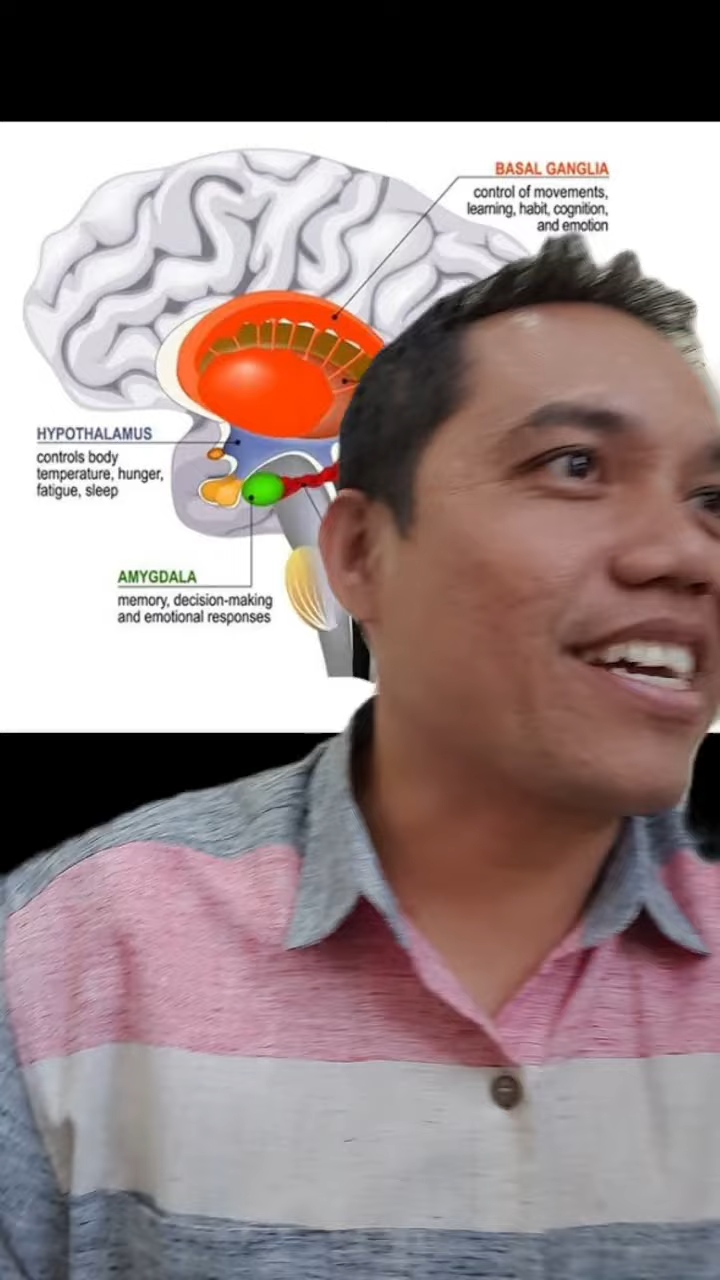 BASAL GANGLIA
control of movements,
learning, habit, cognition,
and emotion
HYPOTHALAMUS
controls body
temperature, hunger,
fatigue, sleep
AMYGDALA
memory, decision-making
and emotional responses